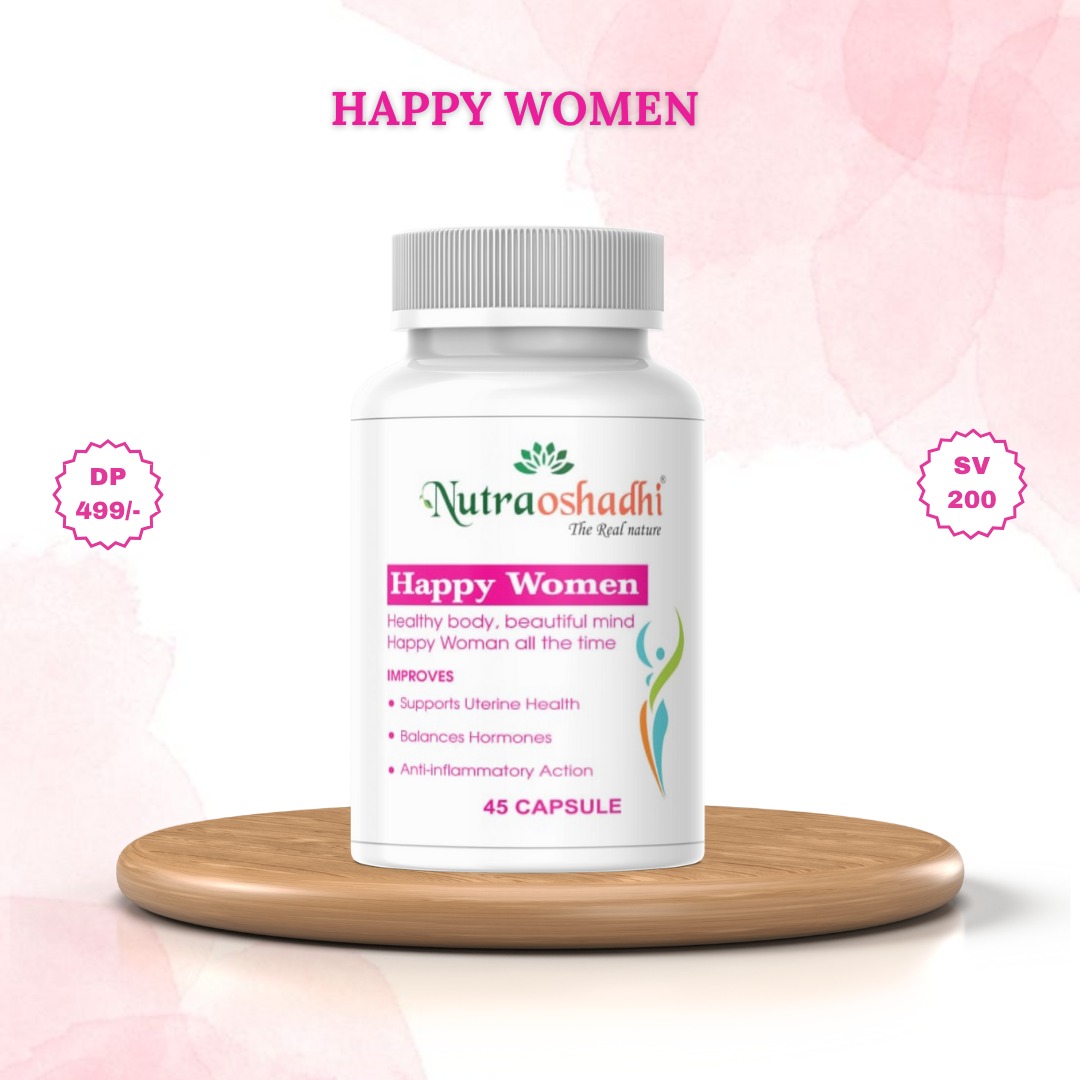 HAPPY WOMEN
DP
499/-
SV
200
Nutraoshadhi®
The Real nature
Happy Women
Healthy body, beautiful mind
Happy Woman all the time
IMPROVES
• Supports Uterine Health
• Balances Hormones
• Anti-inflammatory Action
45 CAPSULE